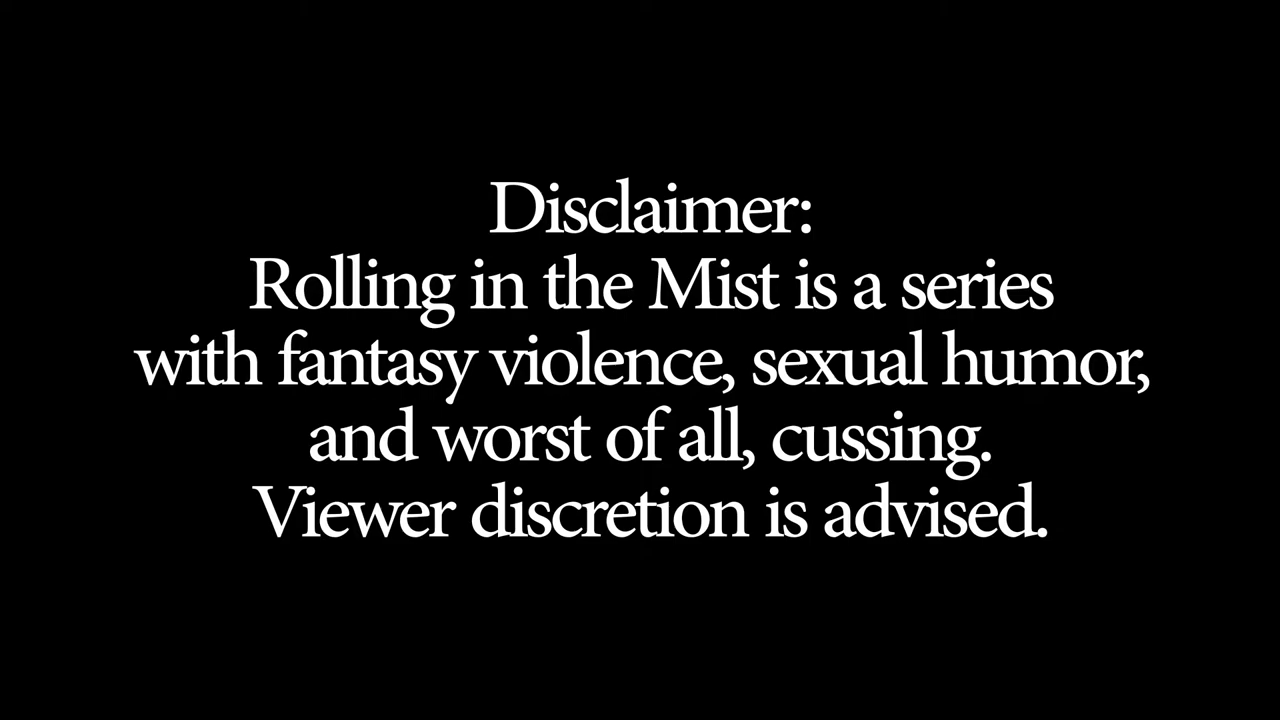 Disclaimer:
Rolling in the Mist is a series
with fantasy violence, sexual humor,
and worst of all, cussing.
Viewer discretion is advised.